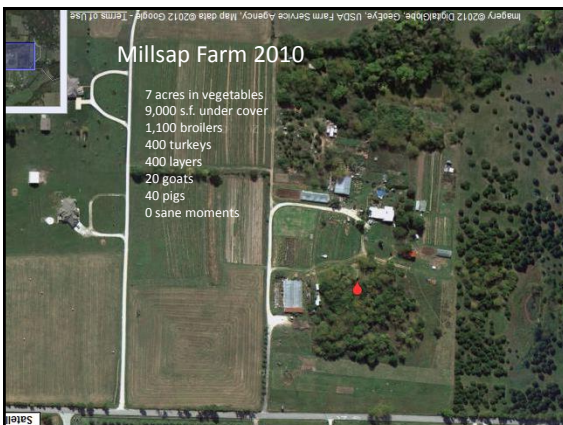 Imagery ©2012 DigitalGlobe, GeoEye, USDA Farm Service Agency, Map data ©2012 Google - Terms of Use
Millsap Farm 2010
7 acres in vegetables
9,000 s.f. under cover
1,100 broilers
400 turkeys
400 layers
20 goats
40 pigs
0 sane moments
Satell